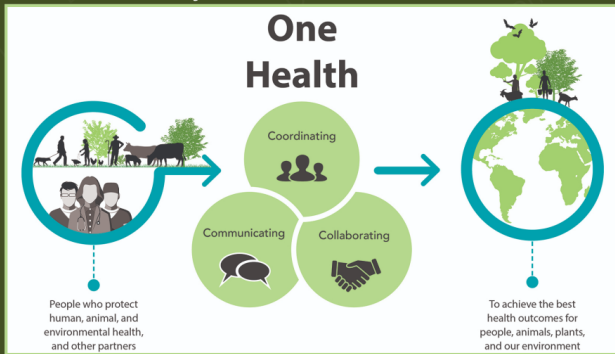 One
Health
Coordinating
Communicating
Collaborating
People who protect
human, animal, and
environmental health,
and other partners
To achieve the best
health outcomes for
people, animals, plants,
and our environment